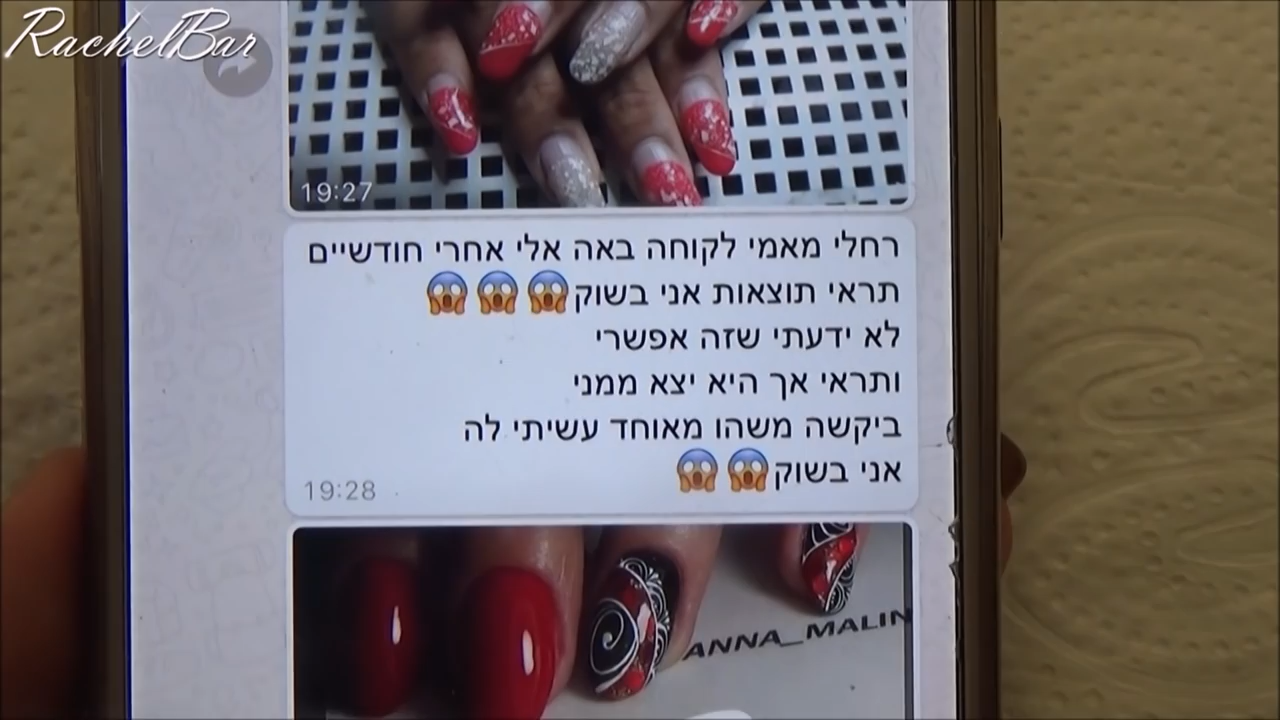 RachelBar
19:27
רחלי מאמי לקוחה באה אלי אחרי חודשיים
תראי תוצאות אני בשוק😱😱😱
לא ידעתי שזה אפשרי
ותראי אך היא יצא ממני
ביקשה משהו מאוחד עשיתי לה
אני בשוק😱😱
19:28
ANNA_MALIN